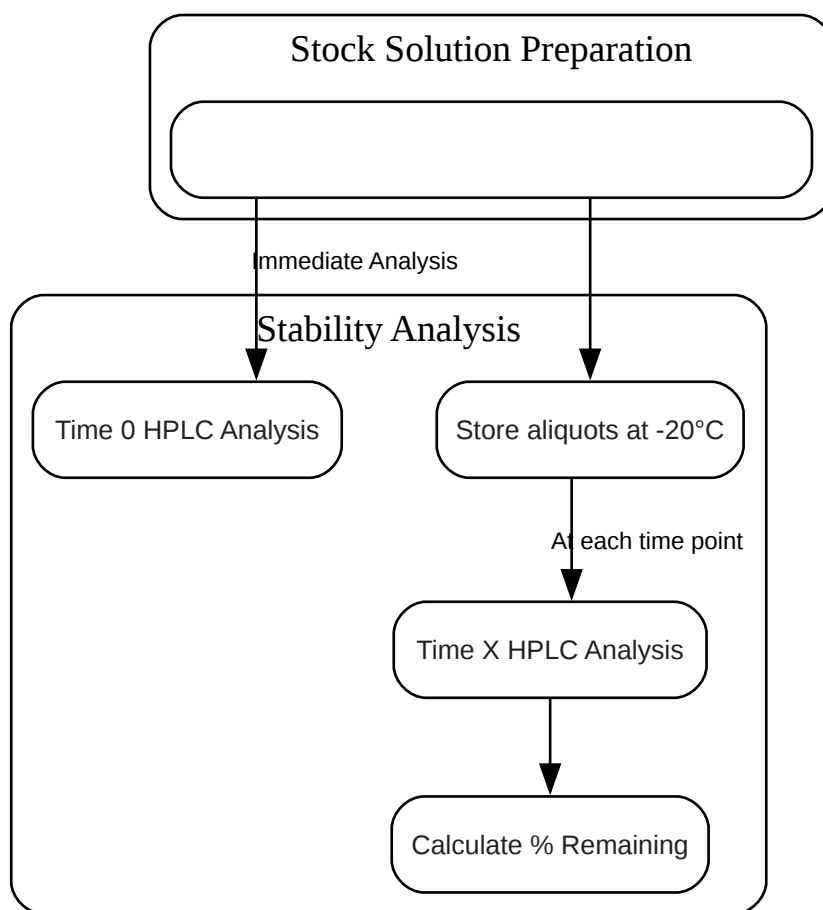 Stock Solution Preparation
Immediate Analysis
Stability Analysis
Time 0 HPLC Analysis
Store aliquots at -20°C
At each time point
Time X HPLC Analysis
Calculate % Remaining